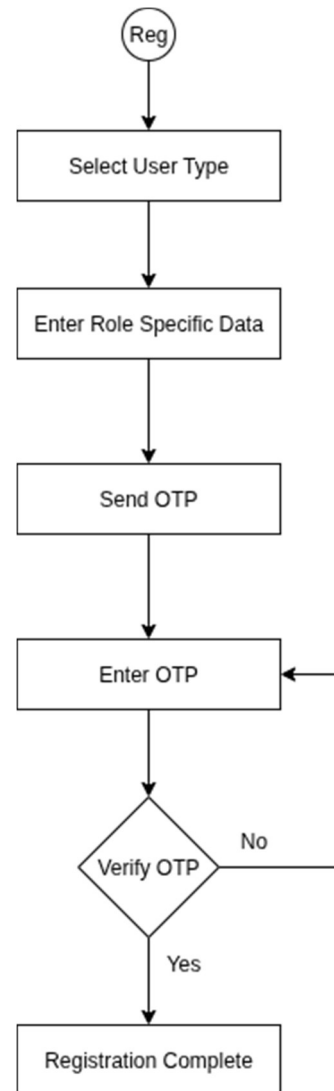 Reg
Select User Type
Enter Role Specific Data
Send OTP
Enter OTP
Verify OTP
No
Yes
Registration Complete